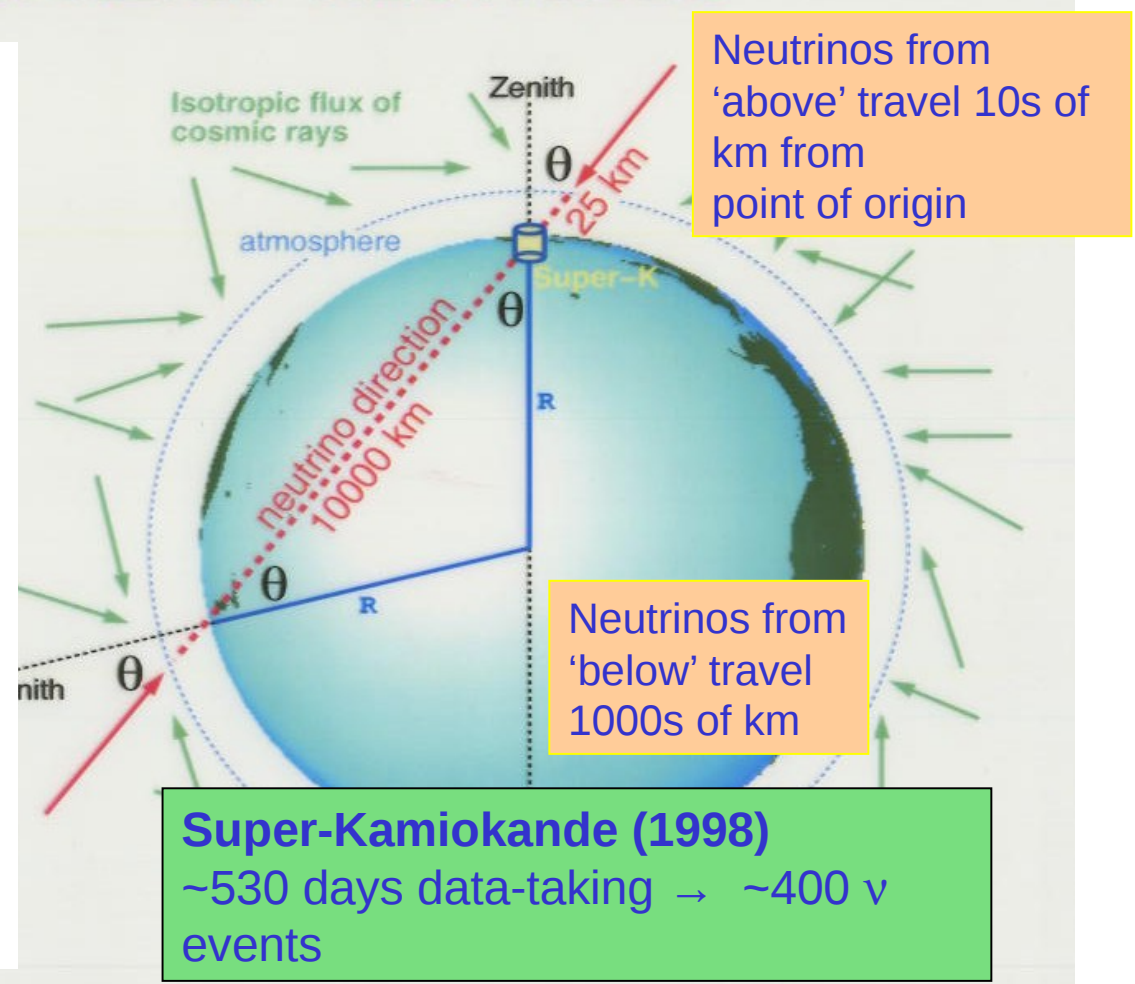 Neutrinos from
‘above’ travel 10s of
km from
point of origin
Zenith
Isotropic flux of
cosmic rays
θ
25 km
atmosphere
Super–K
θ
neutrino direction
10000 km
R
θ
R
θ
nith
Neutrinos from
‘below’ travel
1000s of km
Super-Kamiokande (1998)
~530 days data-taking → ~400 ν
events